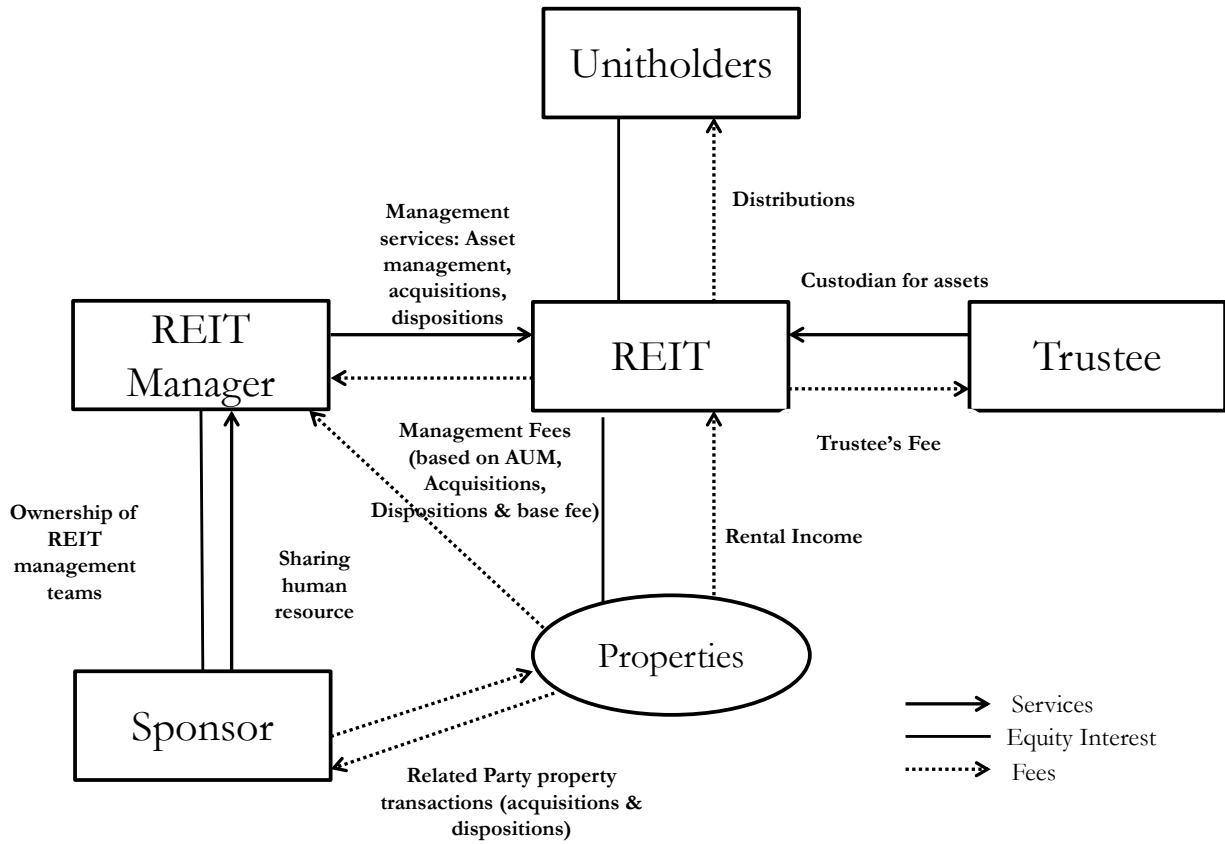 Unitholders
Distributions
Management
services: Asset
management,
acquisitions,
dispositions
Custodian for assets
REIT
Manager
REIT
Trustee
Management Fees
(based on AUM,
Acquisitions,
Dispositions & base fee)
Trustee's Fee
Ownership of
REIT
management
teams
Sharing
human
resource
Rental Income
Properties
Sponsor
Related Party property
transactions (acquisitions &
dispositions)
Services
Equity Interest
Fees